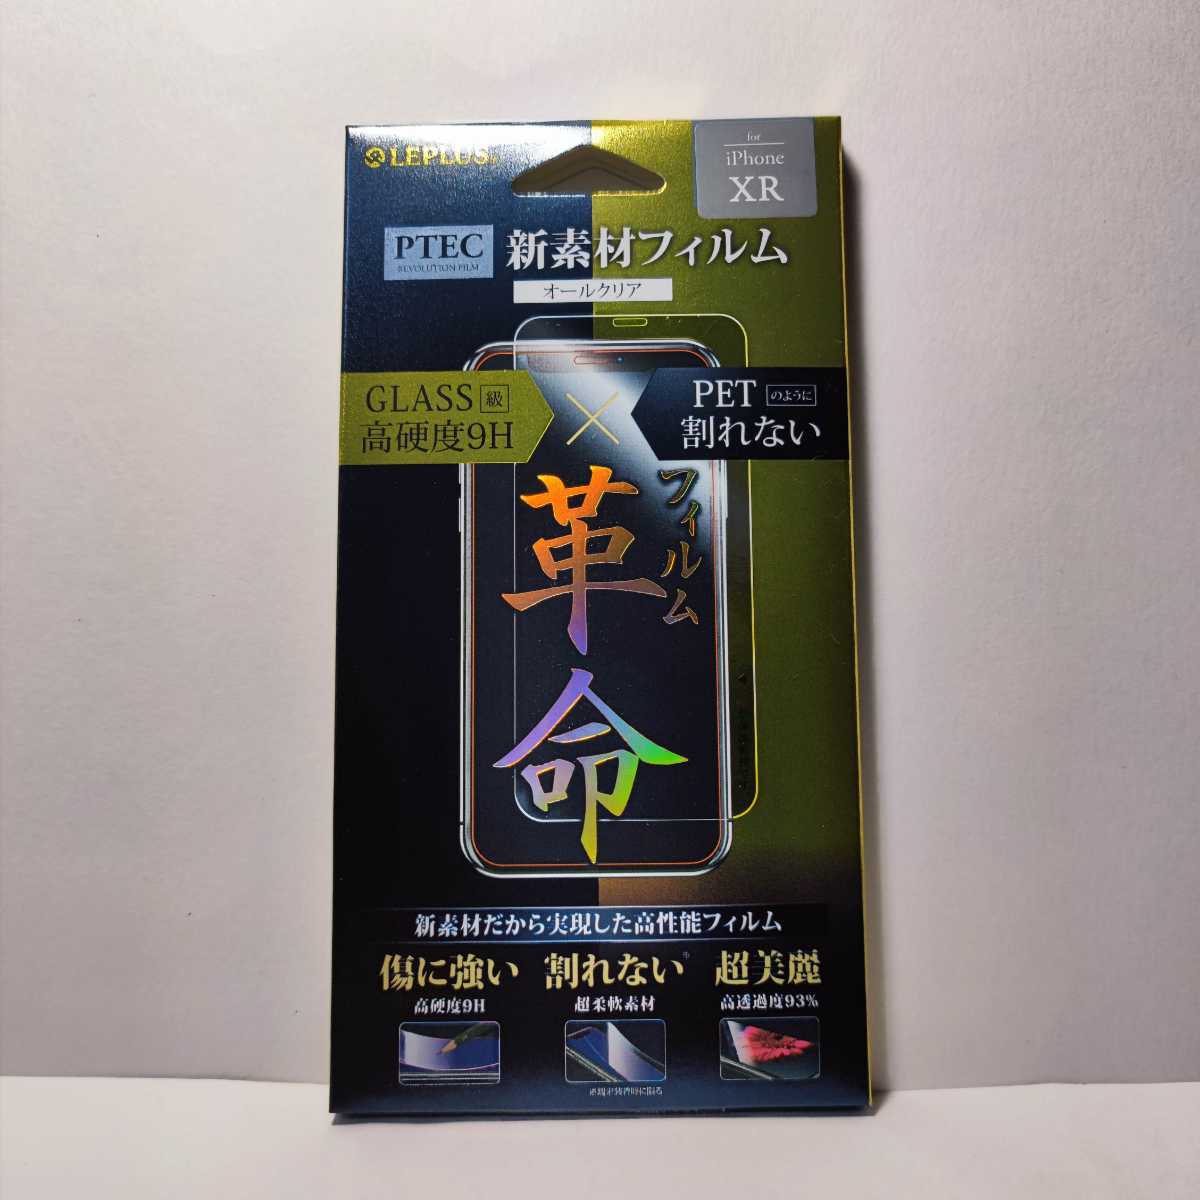 LEPLUS
for
iPhone
XR
PTEC
REVOLUTION FILM
新素材フィルム
オールクリア
GLASS 級
高硬度9H
×
PET のように
割れない
革命
フィルム
新素材だから実現した高性能フィルム
傷に強い
高硬度9H
割れない※
超柔軟素材
超美麗
高透過度93%